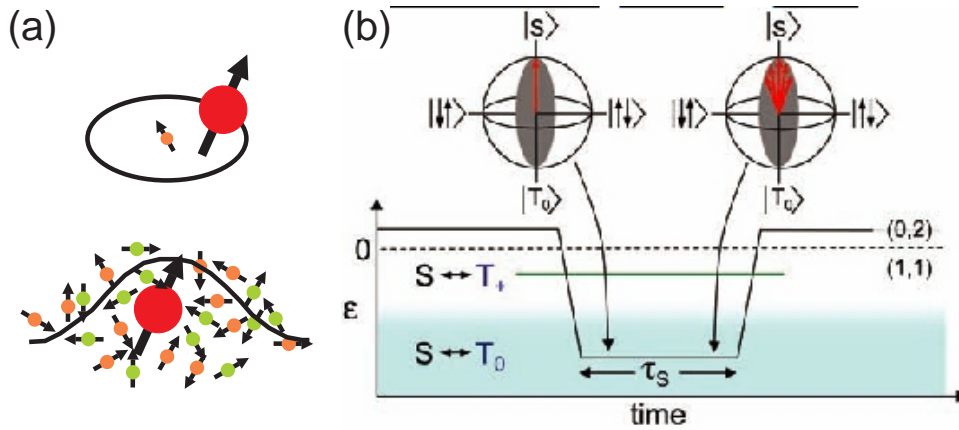 (a)
(b)
|S⟩
|S⟩
|↓↑⟩
|↑↓⟩
|↓↑⟩
|↑↓⟩
|T₀⟩
|T₀⟩
0
(0,2)
(1,1)
S ↔ T₊
ε
S ↔ T₀
τₛ
time